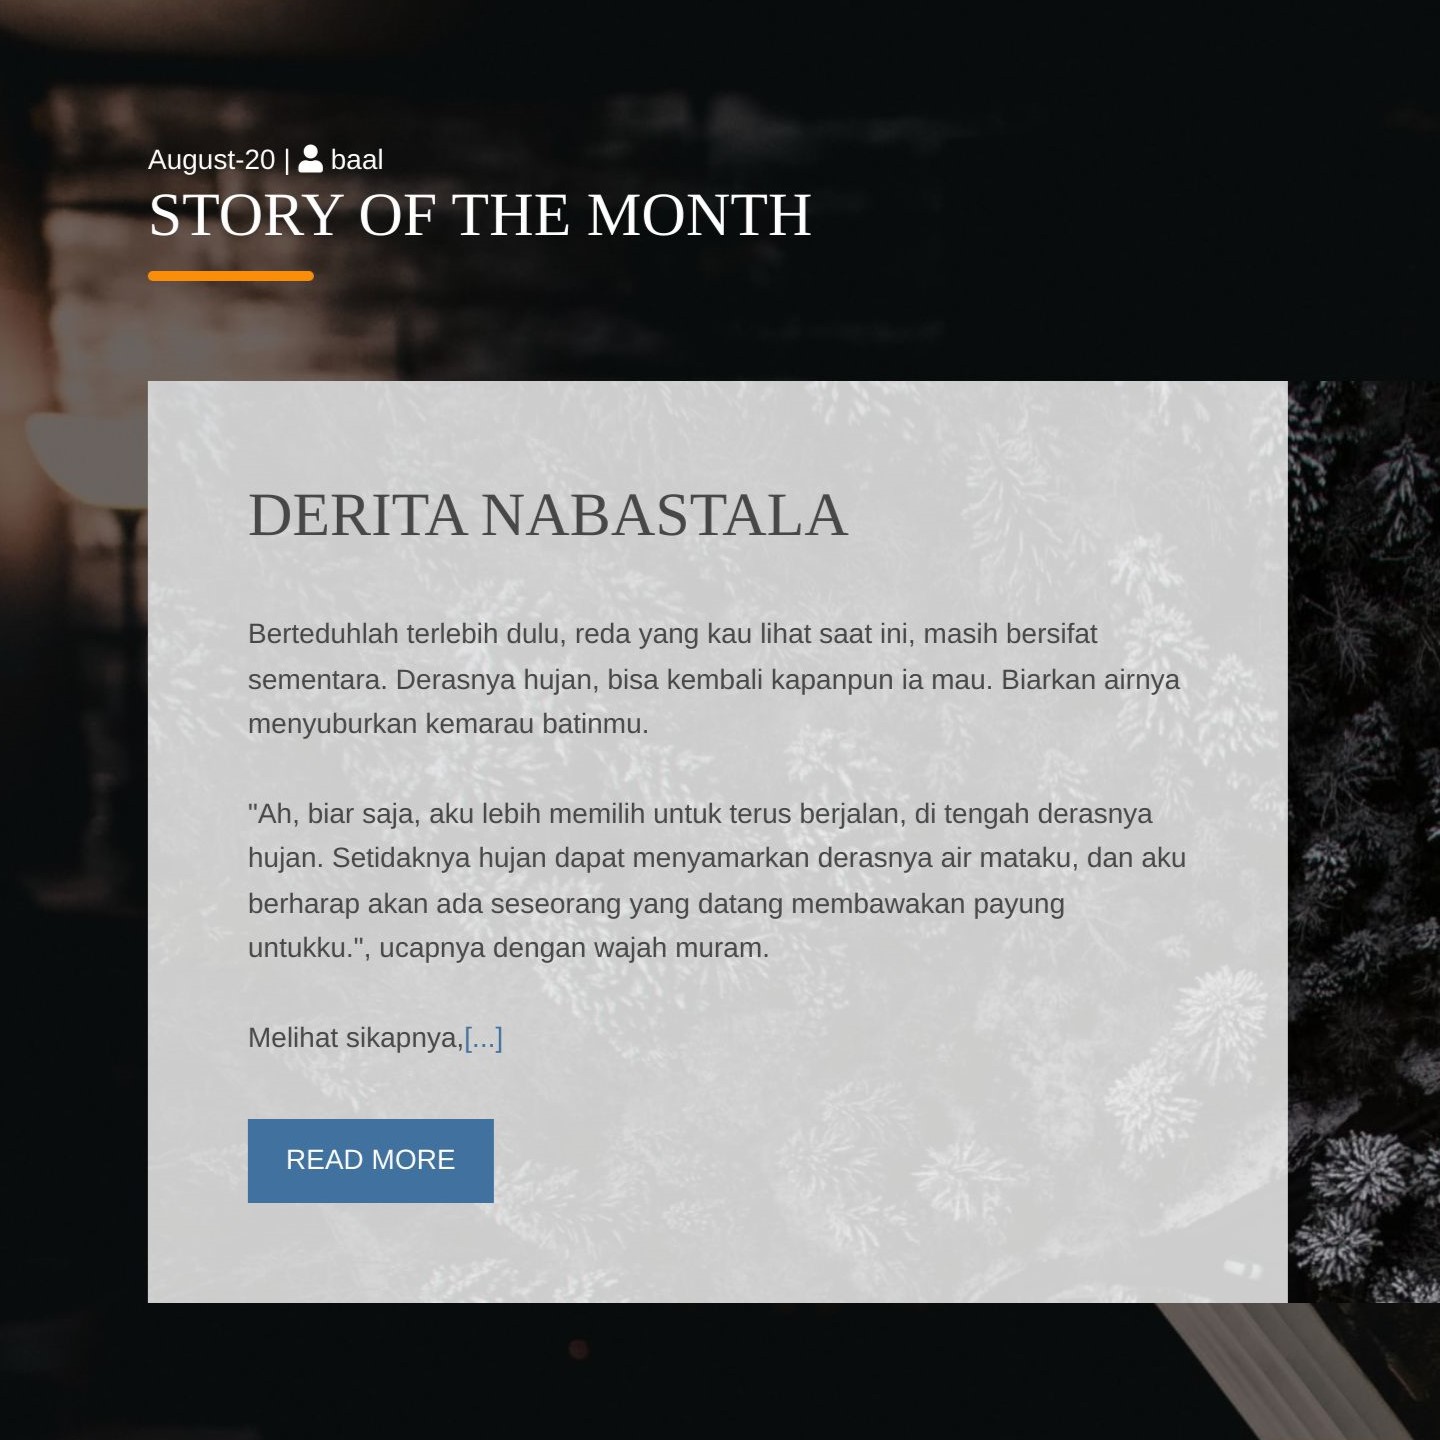 August-20 | baal
STORY OF THE MONTH
DERITA NABASTALA
Berteduhlah terlebih dulu, reda yang kau lihat saat ini, masih bersifat
sementara. Derasnya hujan, bisa kembali kapanpun ia mau. Biarkan airnya
menyuburkan kemarau batinmu.
"Ah, biar saja, aku lebih memilih untuk terus berjalan, di tengah derasnya
hujan. Setidaknya hujan dapat menyamarkan derasnya air mataku, dan aku
berharap akan ada seseorang yang datang membawakan payung
untukku.", ucapnya dengan wajah muram.
Melihat sikapnya,[...]
READ MORE